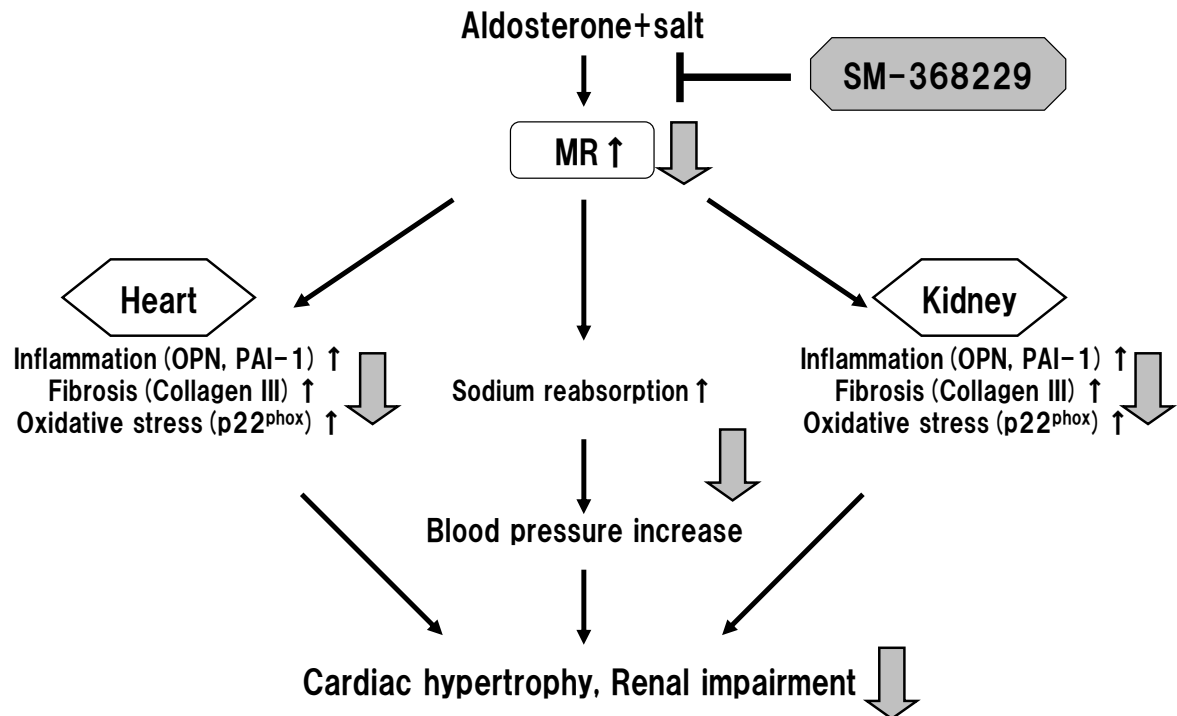 Aldosterone+salt
SM-368229
MR ↑
Heart
Inflammation (OPN, PAI-1) ↑
Fibrosis (Collagen III) ↑
Oxidative stress (p22phox) ↑
Sodium reabsorption ↑
Kidney
Inflammation (OPN, PAI-1) ↑
Fibrosis (Collagen III) ↑
Oxidative stress (p22phox) ↑
Blood pressure increase
Cardiac hypertrophy, Renal impairment